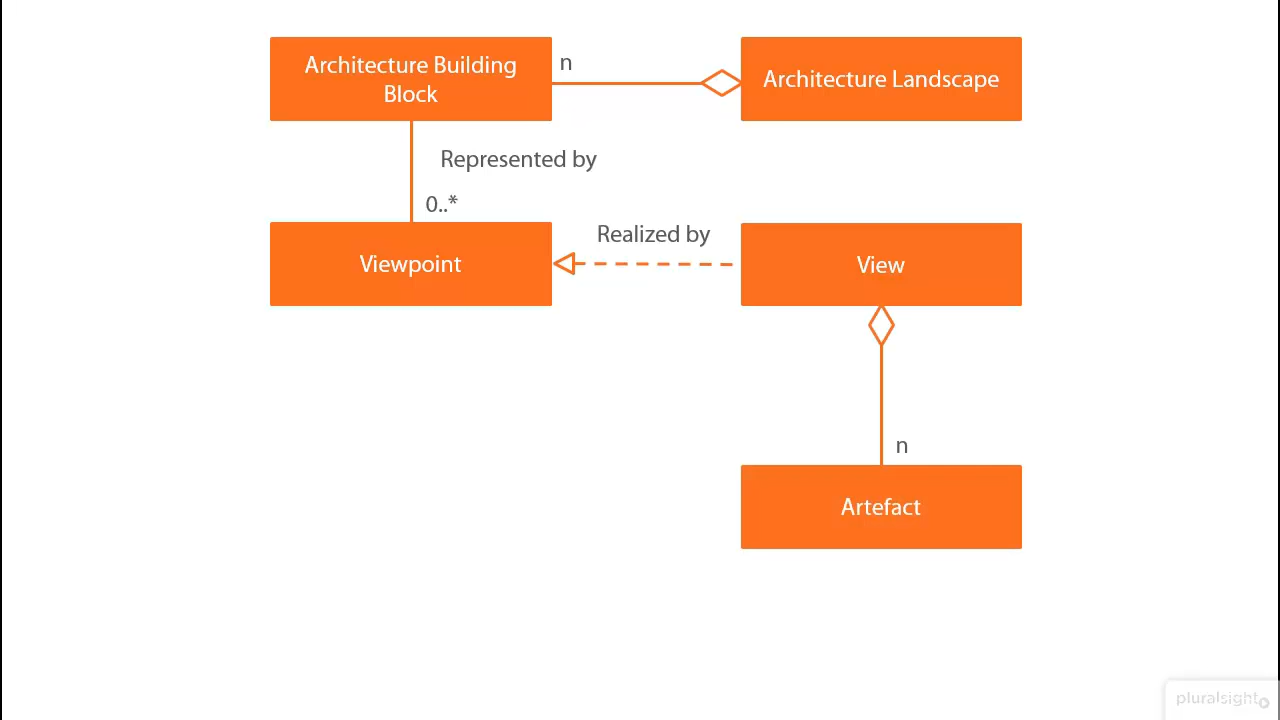 Architecture Building
Block
n
Architecture Landscape
Represented by
0..*
Viewpoint
Realized by
View
n
Artefact
pluralsight